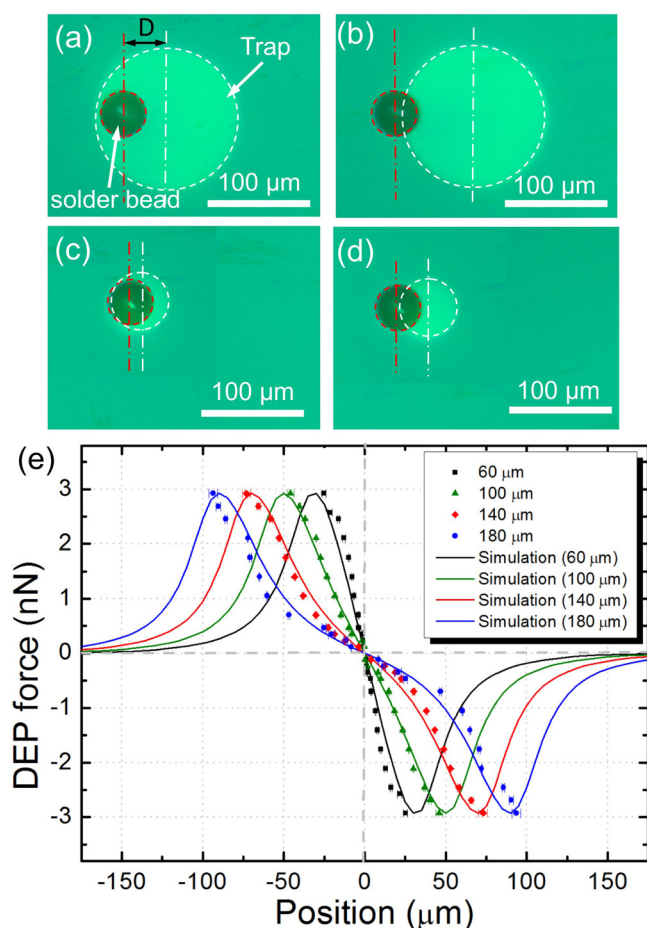 (a)
D
Trap
solder bead
100 μm
(b)
100 μm
(c)
100 μm
(d)
100 μm
(e)
DEP force (nN)
3
2
1
0
-1
-2
-3
60 μm
100 μm
140 μm
180 μm
Simulation (60 μm)
Simulation (100 μm)
Simulation (140 μm)
Simulation (180 μm)
-150 -100 -50 0 50 100 150
Position (μm)